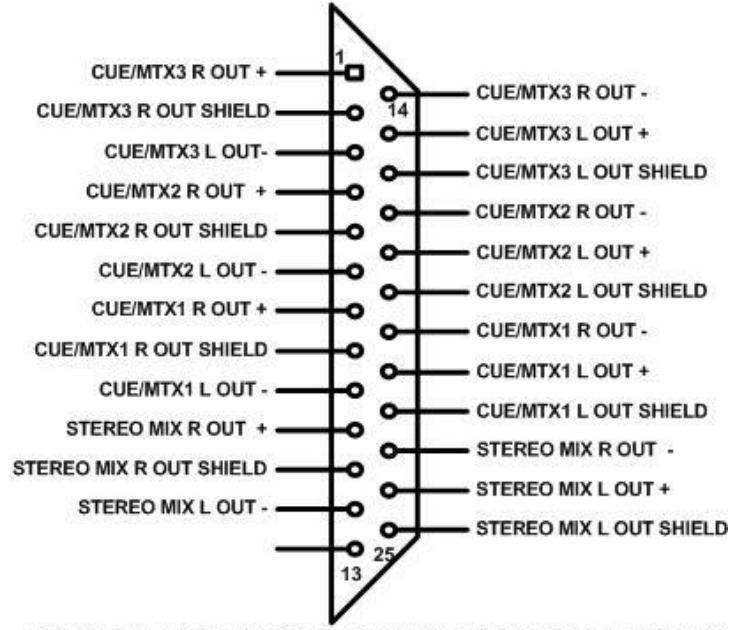 1
CUE/MTX3 R OUT +
CUE/MTX3 R OUT SHIELD
CUE/MTX3 L OUT-
CUE/MTX2 R OUT +
CUE/MTX2 R OUT SHIELD
CUE/MTX2 L OUT -
CUE/MTX1 R OUT +
CUE/MTX1 R OUT SHIELD
CUE/MTX1 L OUT -
STEREO MIX R OUT +
STEREO MIX R OUT SHIELD
STEREO MIX L OUT -
13
14
CUE/MTX3 R OUT -
CUE/MTX3 L OUT +
CUE/MTX3 L OUT SHIELD
CUE/MTX2 R OUT -
CUE/MTX2 L OUT +
CUE/MTX2 L OUT SHIELD
CUE/MTX1 R OUT -
CUE/MTX1 L OUT +
CUE/MTX1 L OUT SHIELD
STEREO MIX R OUT -
STEREO MIX L OUT +
STEREO MIX L OUT SHIELD
25